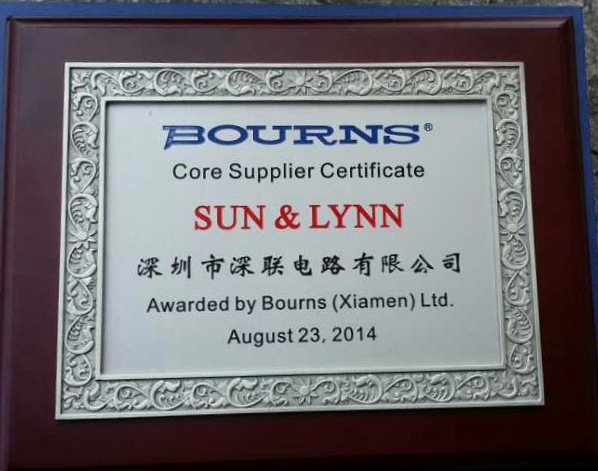 BOURNS®
Core Supplier Certificate
SUN & LYNN
深圳市深联电路有限公司
Awarded by Bourns (Xiamen) Ltd.
August 23, 2014